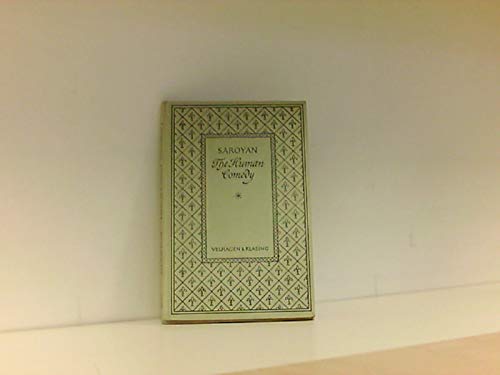 SAROYAN
The Human
Comedy
VELHAGEN & KLASING